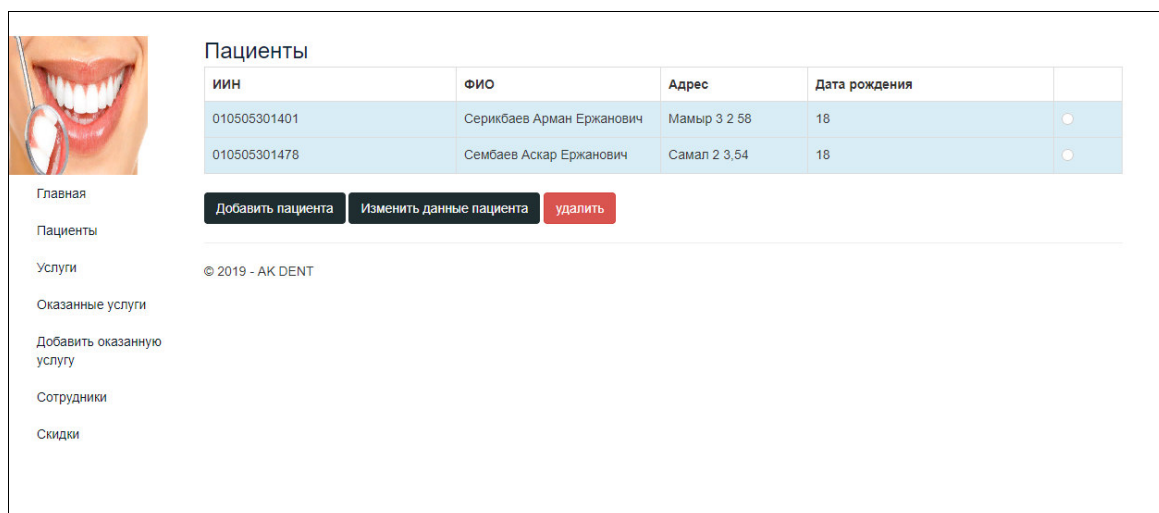 Пациенты
ИИН ФИО Адрес Дата рождения
010505301401 Серикбаев Арман Ержанович Мамыр 3 2 58 18
010505301478 Сембаев Аскар Ержанович Самал 2 3,54 18
Добавить пациента Изменить данные пациента удалить
© 2019 - AK DENT
Главная
Пациенты
Услуги
Оказанные услуги
Добавить оказанную
услугу
Сотрудники
Скидки